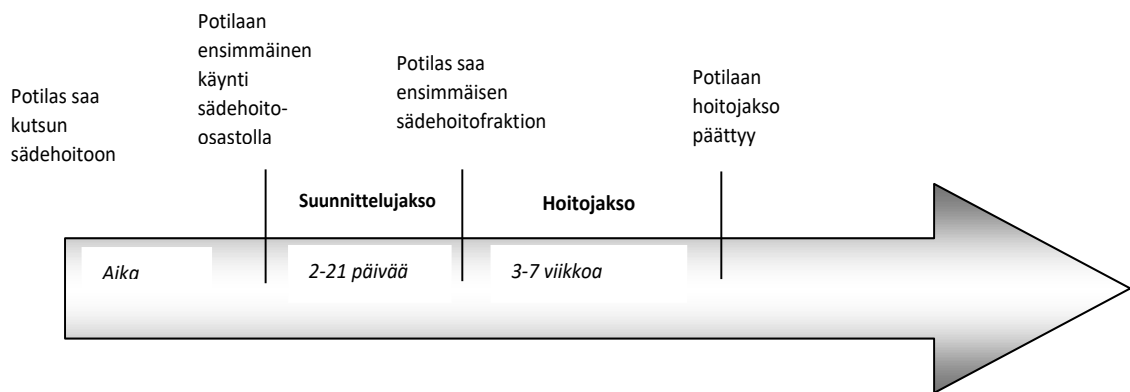 Potilas saa
kutsun
sädehoitoon
Potilaan
ensimmäinen
käynti
sädehoito-
osastolla
Potilas saa
ensimmäisen
sädehoitofraktion
Potilaan
hoitojakso
päättyy
Suunnittelujakso
Hoitojakso
Aika
2-21 päivää
3-7 viikkoa